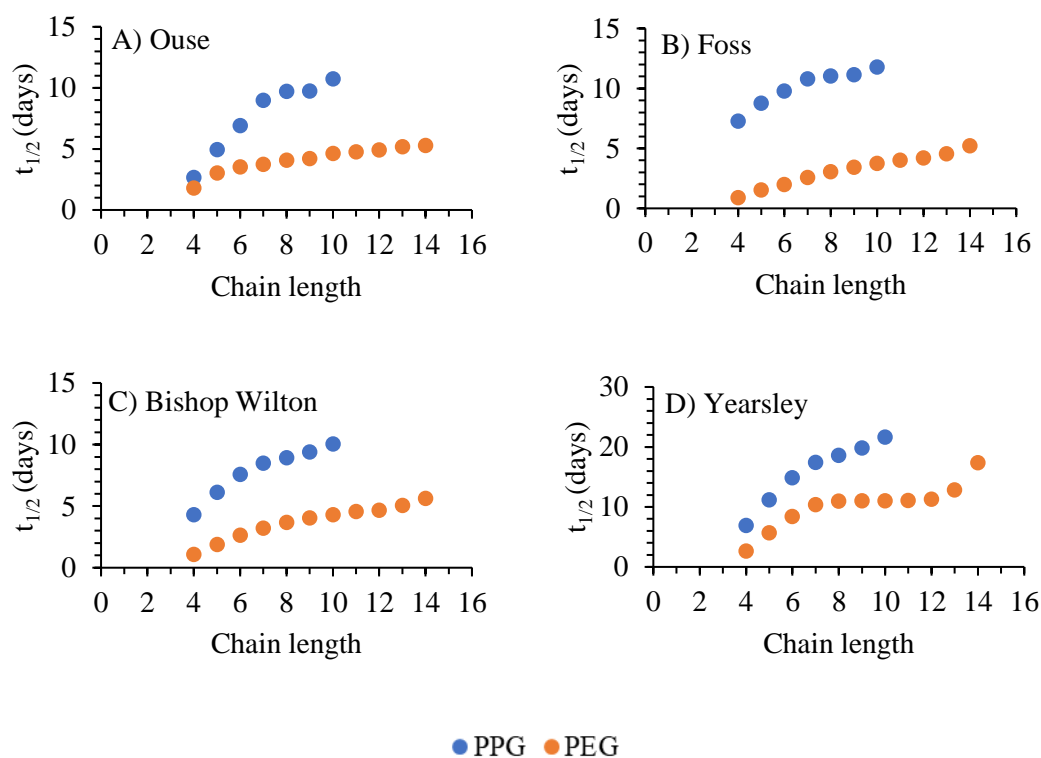 A) Ouse
15
10
5
0
t1/2 (days)
0 2 4 6 8 10 12 14 16
Chain length
B) Foss
15
10
5
0
t1/2 (days)
0 2 4 6 8 10 12 14 16
Chain length
C) Bishop Wilton
15
10
5
0
t1/2 (days)
0 2 4 6 8 10 12 14 16
Chain length
D) Yearsley
30
20
10
0
t1/2 (days)
0 2 4 6 8 10 12 14 16
Chain length
PPG PEG